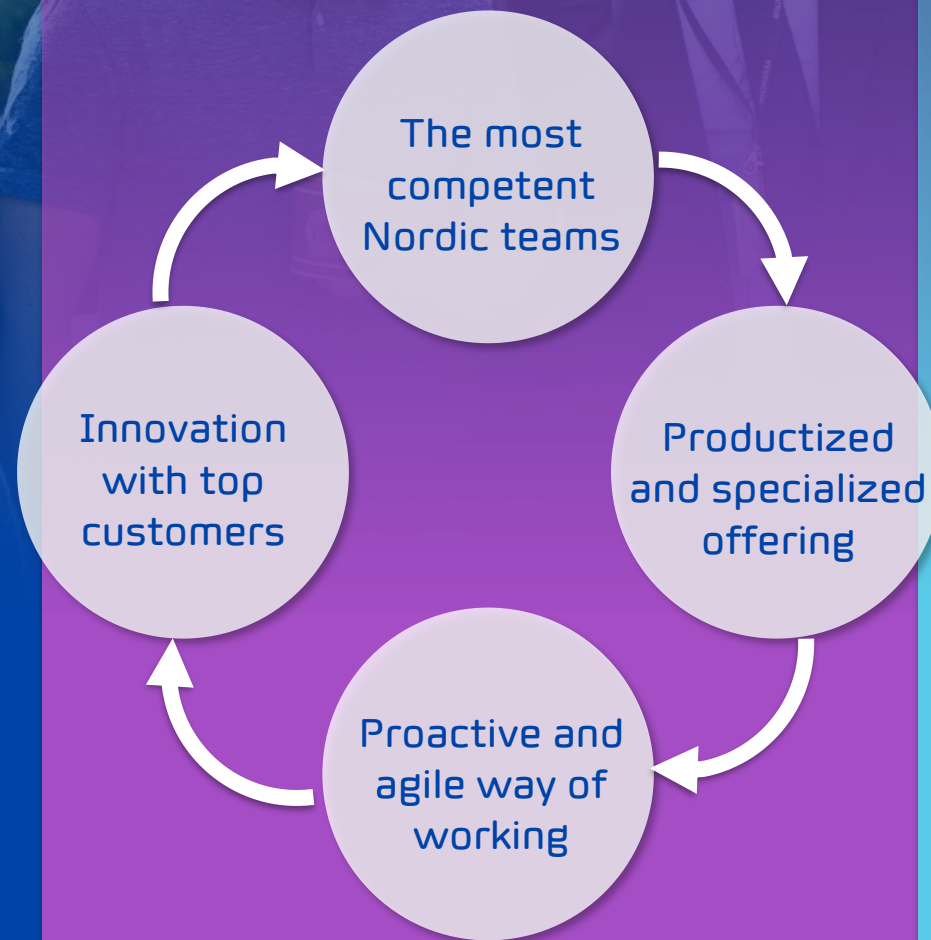 The most
competent
Nordic teams
Productized
and specialized
offering
Proactive and
agile way of
working
Innovation
with top
customers